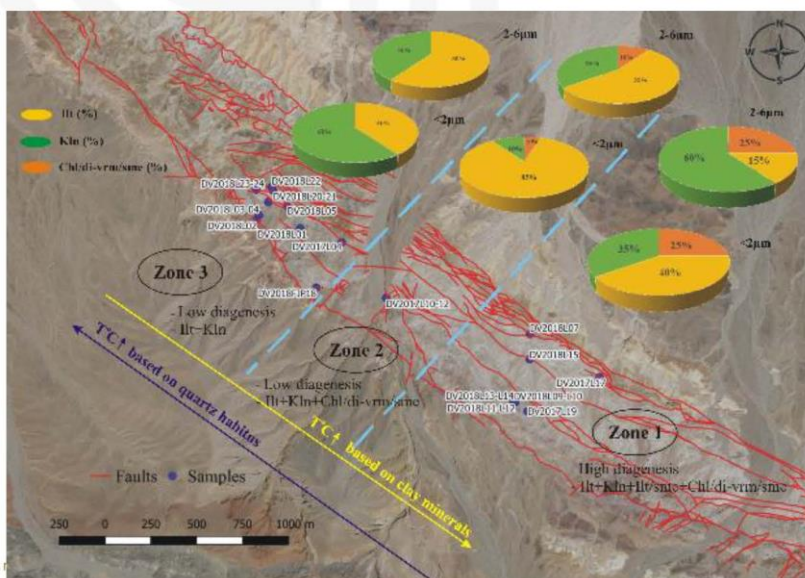 2-6µm
2-6µm
N
W
E
S
Ilt (%)
Kln (%)
Chl/di-vrm/sme (%)
<2µm
2-6µm
25%
60%
15%
<2µm
<2µm
35%
25%
40%
DV2018L23-24
DV2018L22
DV2018L20-21
DV2018L03-04
DV2018L05
DV2018L02
DV2018L01
DV2017L04
Zone 3
- Low diagenesis
- Ilt+Kln
DV2018FJP18
DV2017L10-12
DV2018L07
DV2018L15
DV2017L17
Zone 2
- Low diagenesis
- Ilt+Kln+Chl/di-vrm/sme
DV2018L13-L14
DV2018L09-L10
DV2018L11-L12
DV2017L19
Zone 1
High diagenesis
- Ilt+Kln+Ilt/sme+Chl/di-vrm/sme
T°C↑ based on quartz habitus
T°C↑ based on clay minerals
Faults
Samples
250 0 250 500 750 1000 m